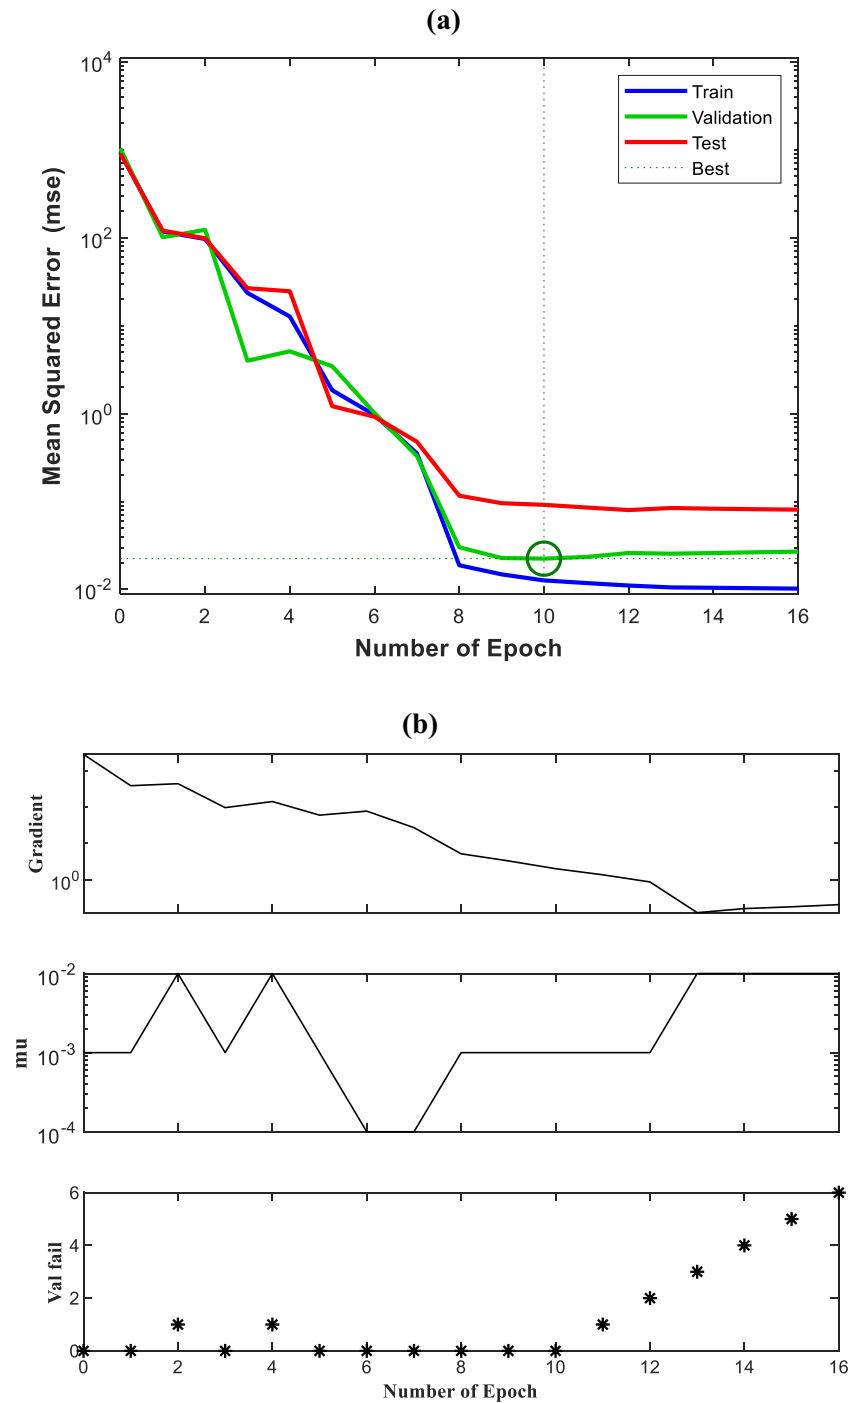 (a)
10^4
10^2
10^0
10^-2
Mean Squared Error (mse)
Train
Validation
Test
Best
0 2 4 6 8 10 12 14 16
Number of Epoch
(b)
Gradient
10^0
mu
10^-2
10^-3
10^-4
Val fail
6
4
2
0
0 2 4 6 8 10 12 14 16
Number of Epoch